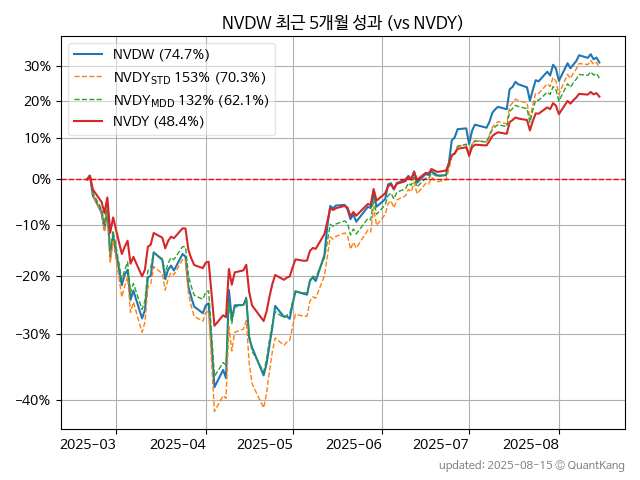 NVDW 최근 5개월 성과 (vs NVDY)
NVDW (74.7%)
NVDYSTD 153% (70.3%)
NVDYMDD 132% (62.1%)
NVDY (48.4%)
30%
20%
10%
0%
−10%
−20%
−30%
−40%
2025-03 2025-04 2025-05 2025-06 2025-07 2025-08
updated: 2025-08-15 © QuantKang